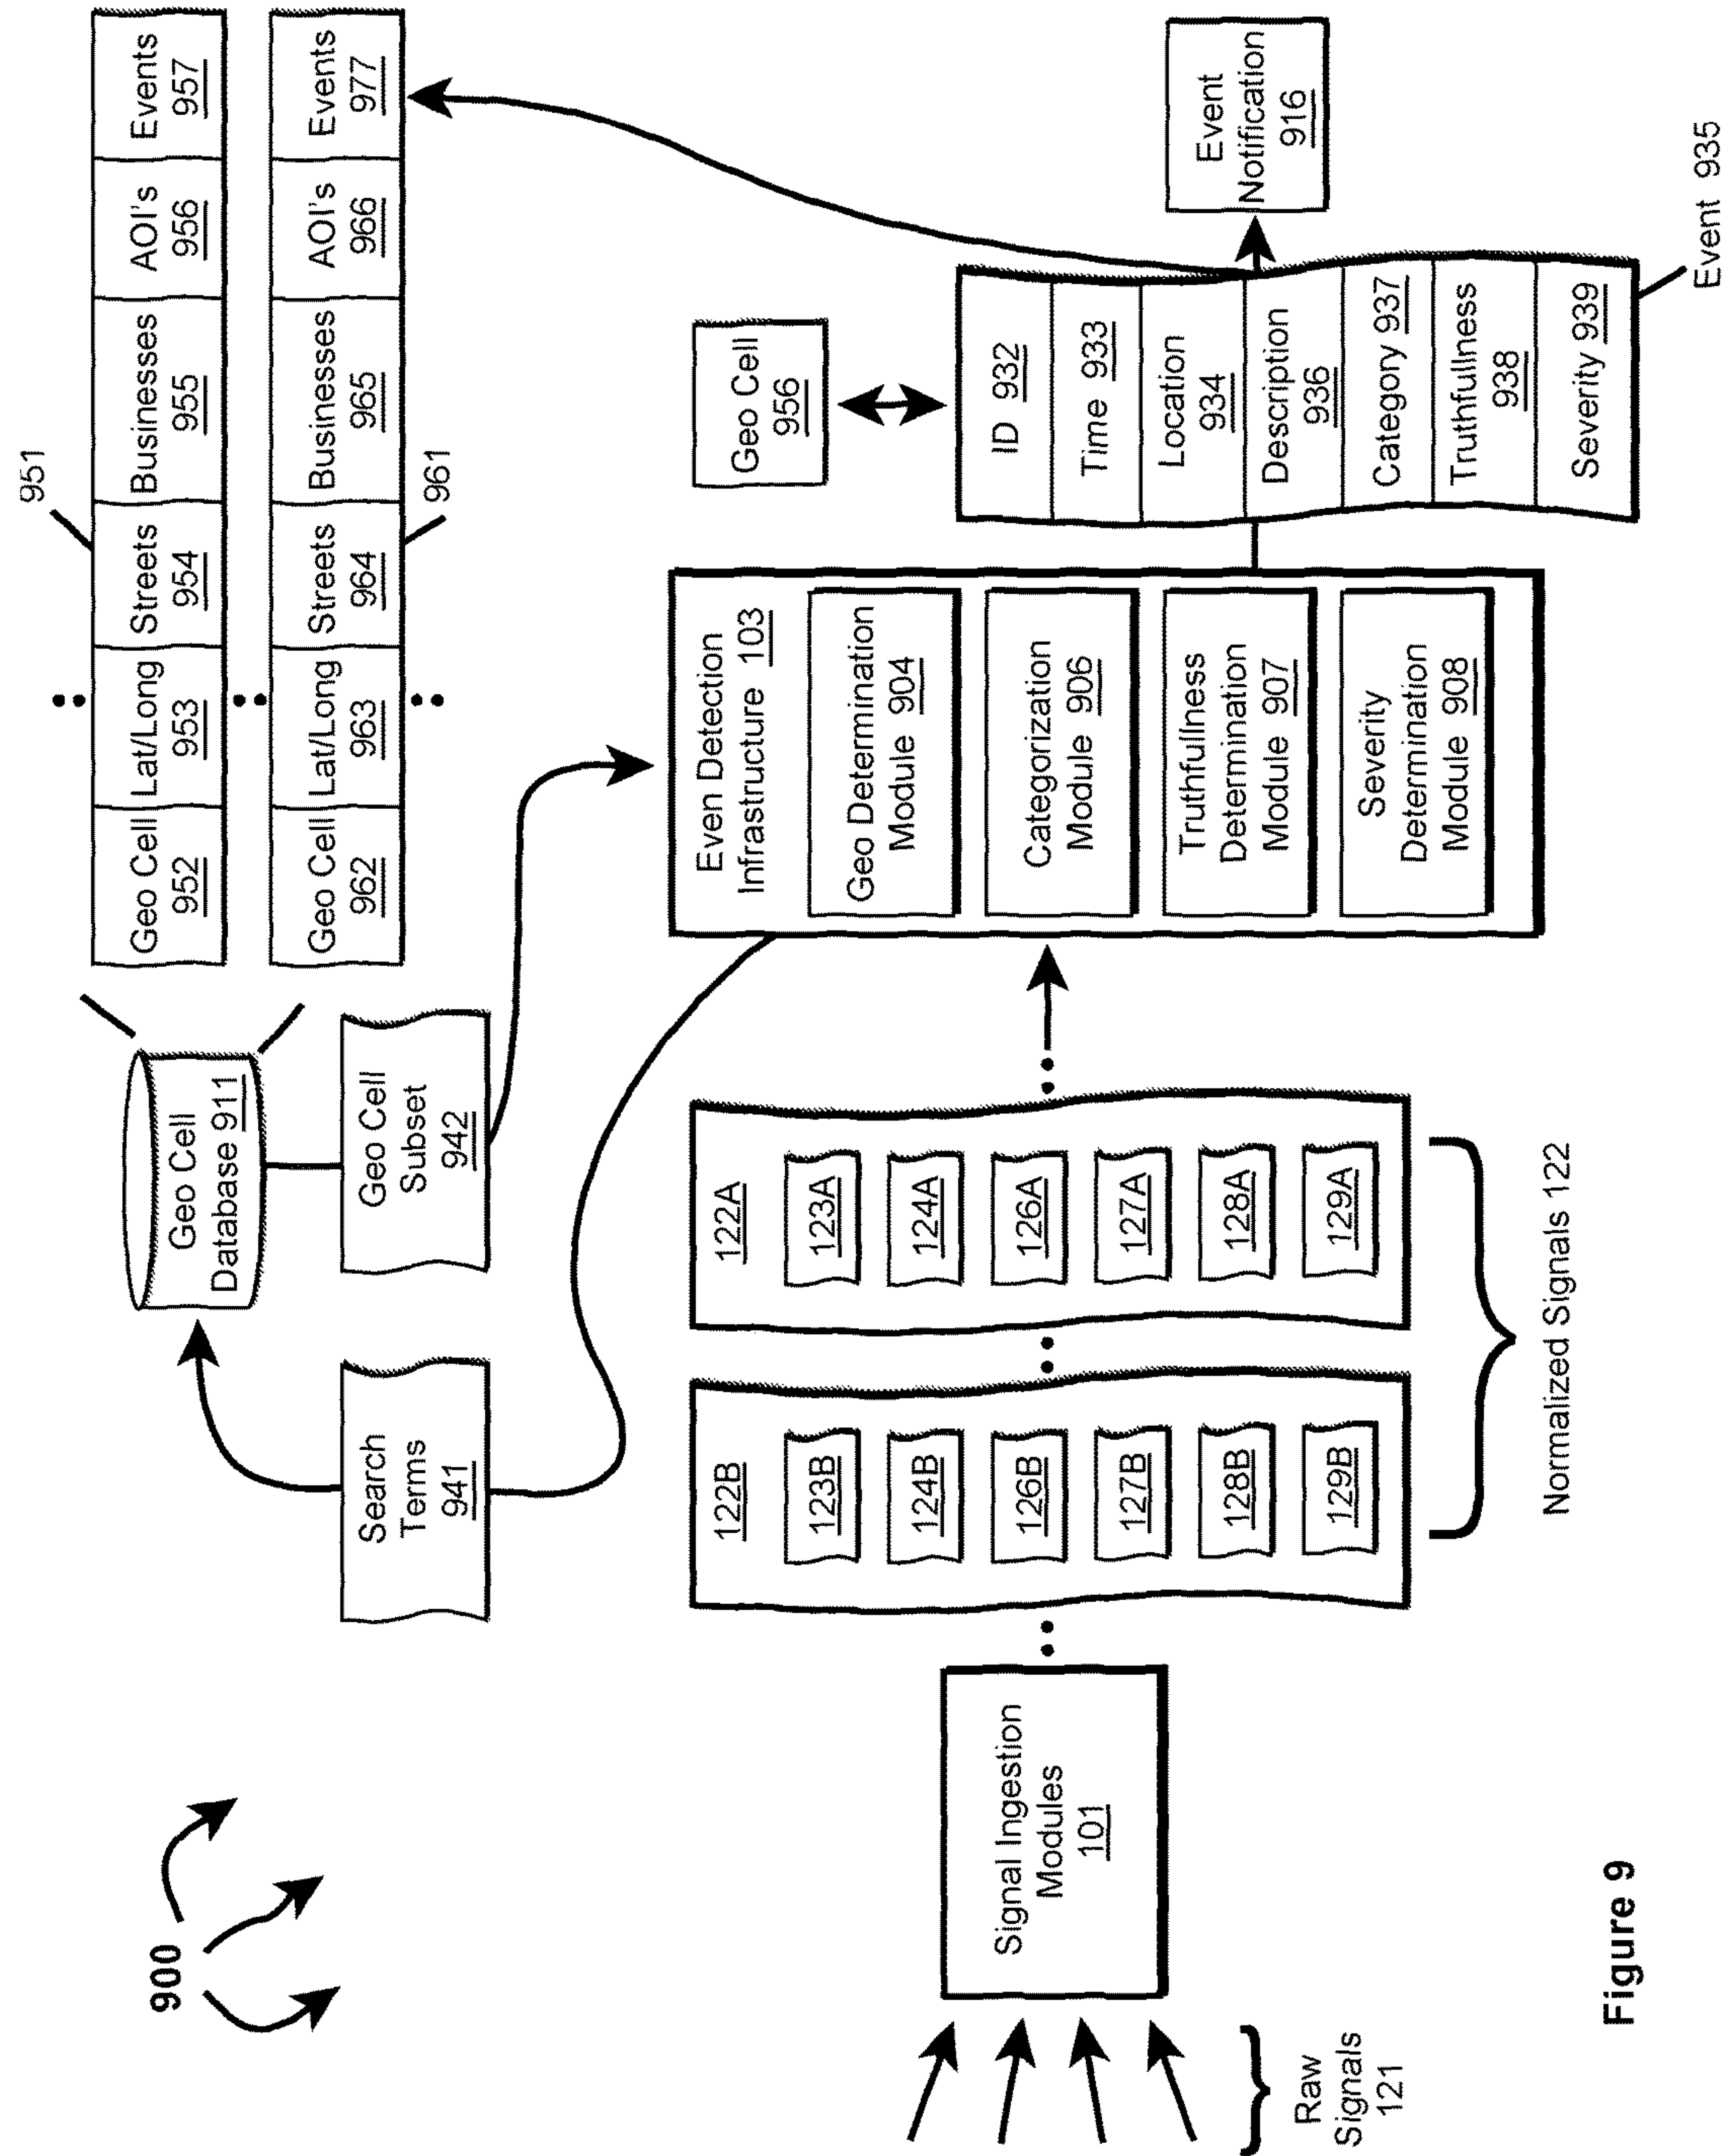 900
951
Geo Cell
952
Lat/Long
953
Streets
954
Businesses
955
AOI's
956
Events
957
Geo Cell
962
Lat/Long
963
Streets
964
Businesses
965
AOI's
966
Events
977
961
Geo Cell
Database 911
Search
Terms
941
Geo Cell
Subset
942
Raw
Signals
121
Signal Ingestion
Modules
101
122B
123B
124B
126B
127B
128B
129B
122A
123A
124A
126A
127A
128A
129A
Normalized Signals 122
Even Detection
Infrastructure 103
Geo Determination
Module 904
Categorization
Module 906
Truthfullness
Determination
Module 907
Severity
Determination
Module 908
Geo Cell
956
ID 932
Time 933
Location
934
Description
936
Category 937
Truthfullness
938
Severity 939
Event 935
Event
Notification
916
Figure 9